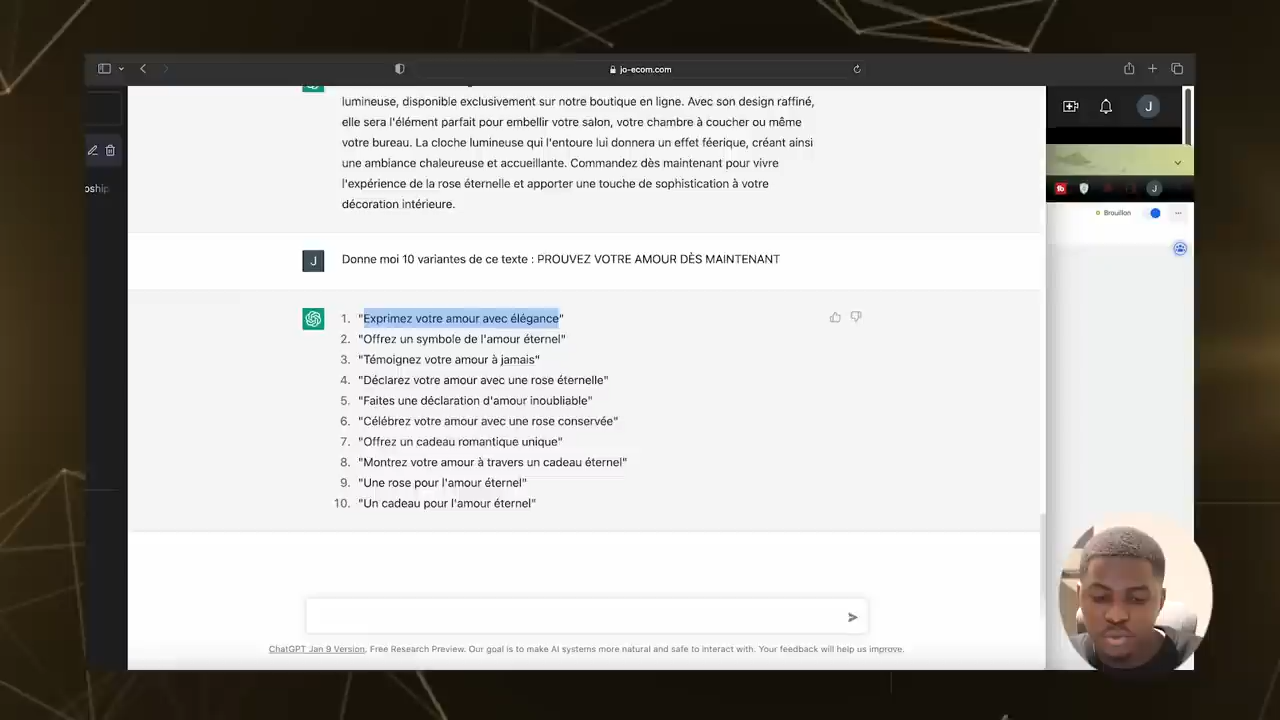 jo-ecom.com
lumineuse, disponible exclusivement sur notre boutique en ligne. Avec son design raffiné,
elle sera l'élément parfait pour embellir votre salon, votre chambre à coucher ou même
votre bureau. La cloche lumineuse qui l'entoure lui donnera un effet féerique, créant ainsi
une ambiance chaleureuse et accueillante. Commandez dès maintenant pour vivre
l'expérience de la rose éternelle et apporter une touche de sophistication à votre
décoration intérieure.
J
J
oship
Brouillon
J
Donne moi 10 variantes de ce texte : PROUVEZ VOTRE AMOUR DÈS MAINTENANT
1. "Exprimez votre amour avec élégance"
2. "Offrez un symbole de l'amour éternel"
3. "Témoignez votre amour à jamais"
4. "Déclarez votre amour avec une rose éternelle"
5. "Faites une déclaration d'amour inoubliable"
6. "Célébrez votre amour avec une rose conservée"
7. "Offrez un cadeau romantique unique"
8. "Montrez votre amour à travers un cadeau éternel"
9. "Une rose pour l'amour éternel"
10. "Un cadeau pour l'amour éternel"
ChatGPT Jan 9 Version. Free Research Preview. Our goal is to make AI systems more natural and safe to interact with. Your feedback will help us improve.